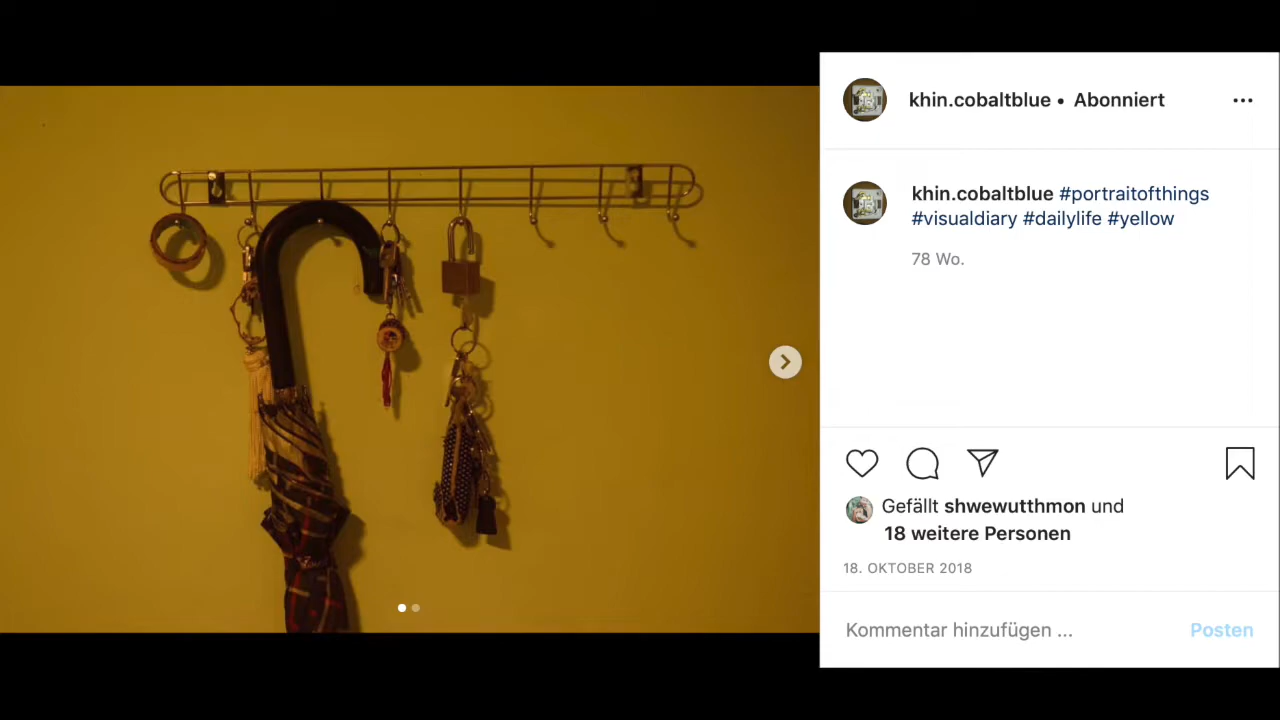 khin.cobaltblue • Abonniert
khin.cobaltblue #portraitofthings
#visualdiary #dailylife #yellow
78 Wo.
Gefällt shwewutthmon und
18 weitere Personen
18. OKTOBER 2018
Kommentar hinzufügen ... Posten